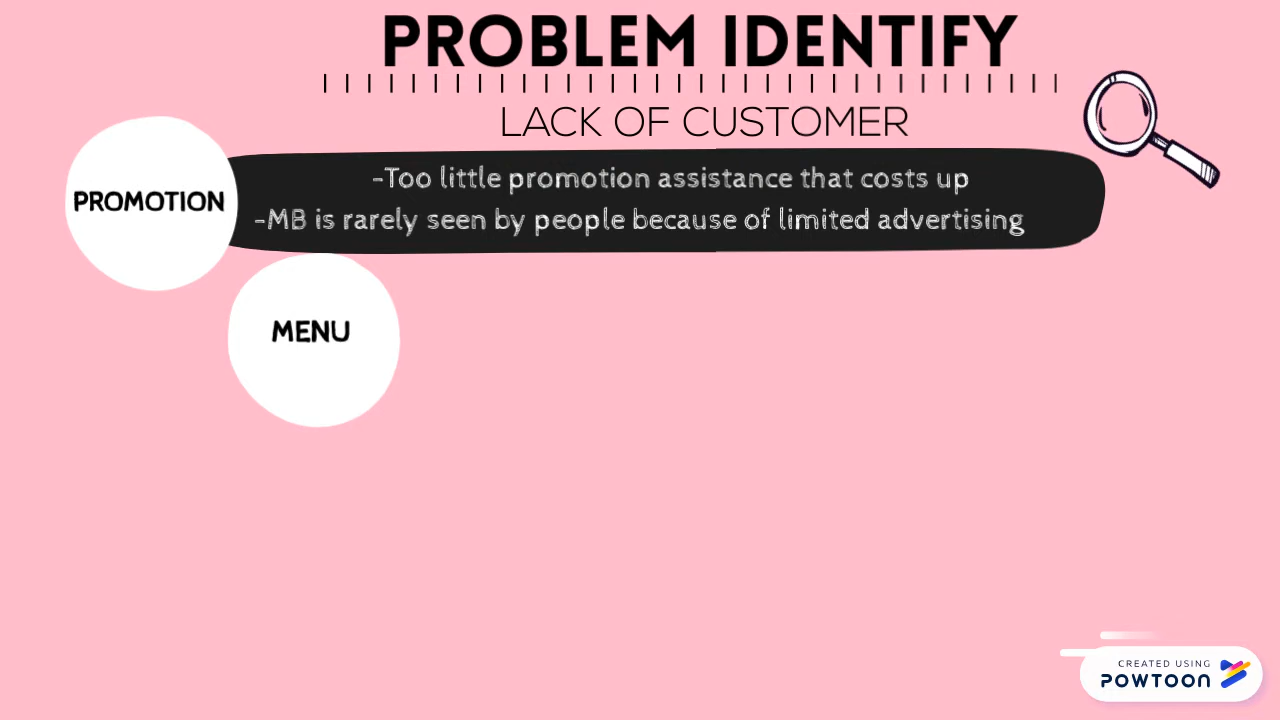 PROBLEM IDENTIFY
LACK OF CUSTOMER
PROMOTION
-Too little promotion assistance that costs up
-MB is rarely seen by people because of limited advertising
MENU
CREATED USING
POWTOON